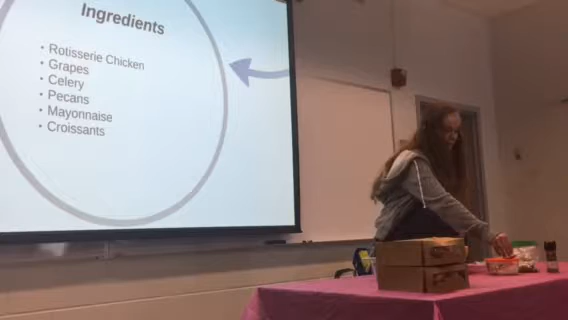 Ingredients
• Rotisserie Chicken
• Grapes
• Celery
• Pecans
• Mayonnaise
• Croissants